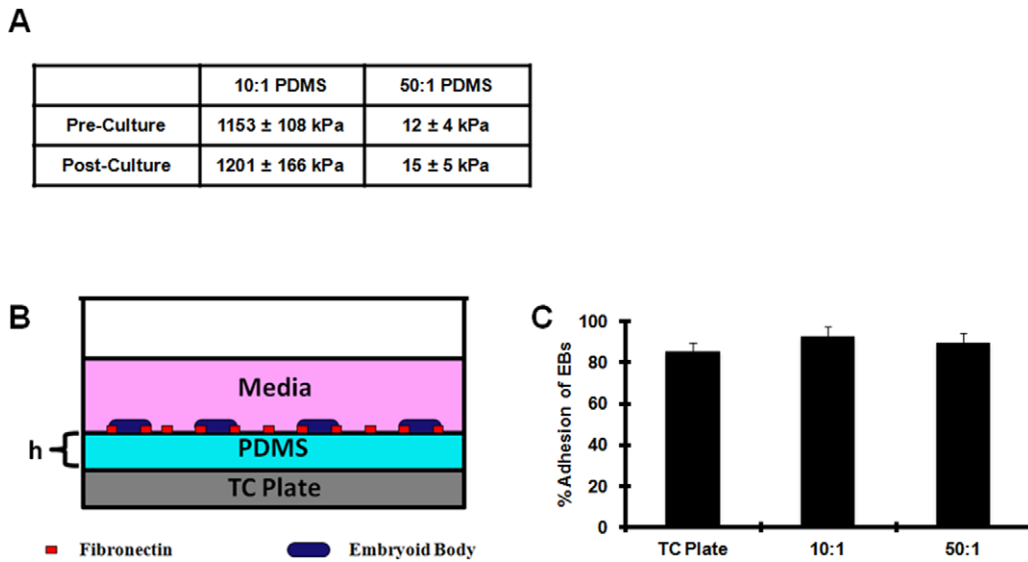 A
10:1 PDMS 50:1 PDMS
Pre-Culture 1153 ± 108 kPa 12 ± 4 kPa
Post-Culture 1201 ± 166 kPa 15 ± 5 kPa
B
Media
h
PDMS
TC Plate
Fibronectin Embryoid Body
C
% Adhesion of EBs
100
80
60
40
20
0
TC Plate 10:1 50:1